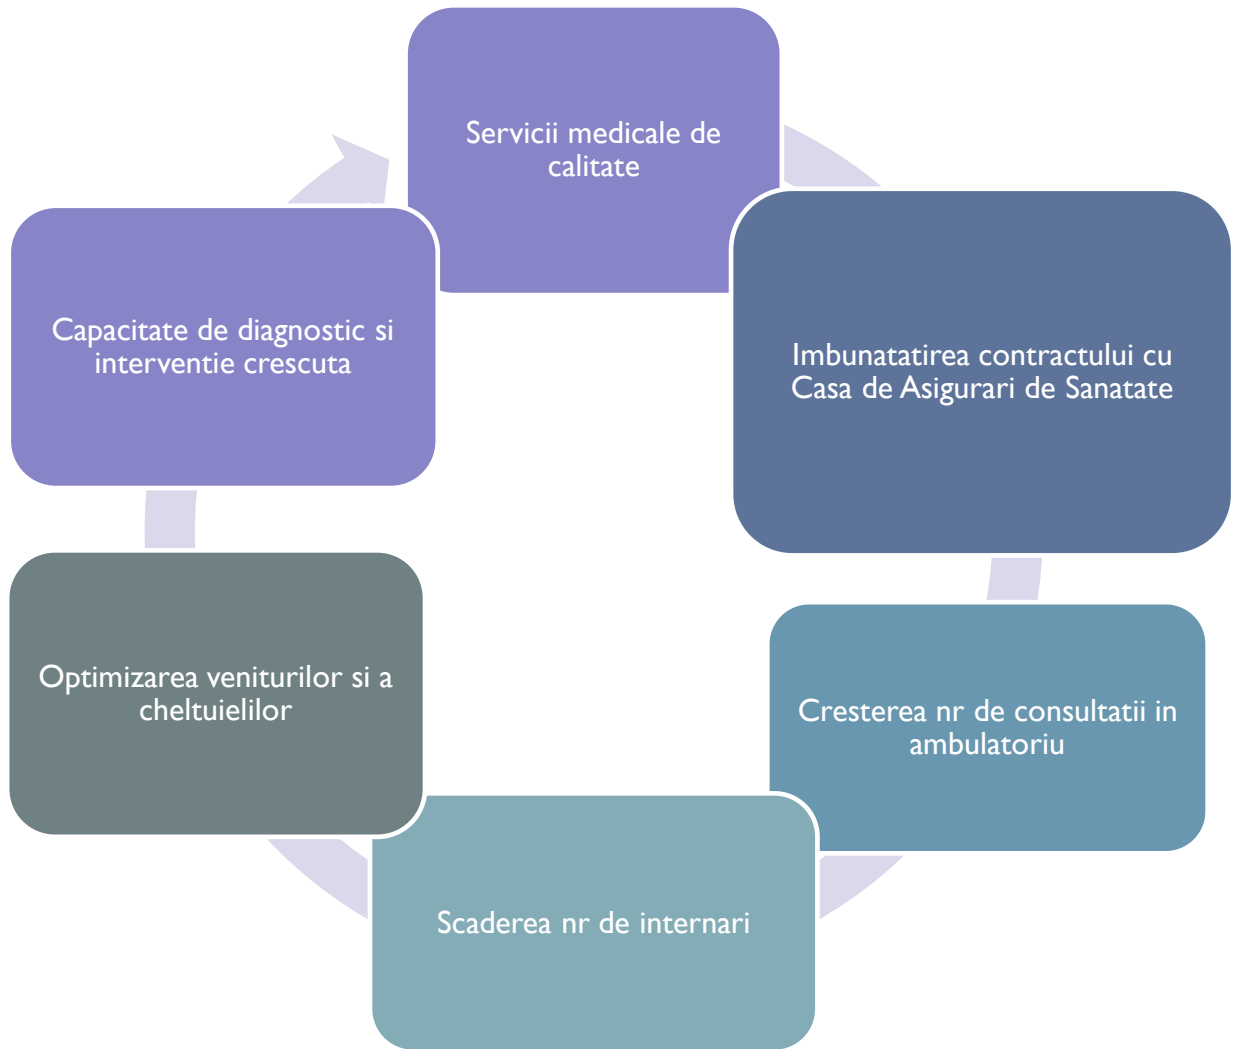 Servicii medicale de
calitate
Imbunatatirea contractului cu
Casa de Asigurari de Sanatate
Cresterea nr de consultatii in
ambulatoriu
Scaderea nr de internari
Optimizarea veniturilor si a
cheltuielilor
Capacitate de diagnostic si
interventie crescuta